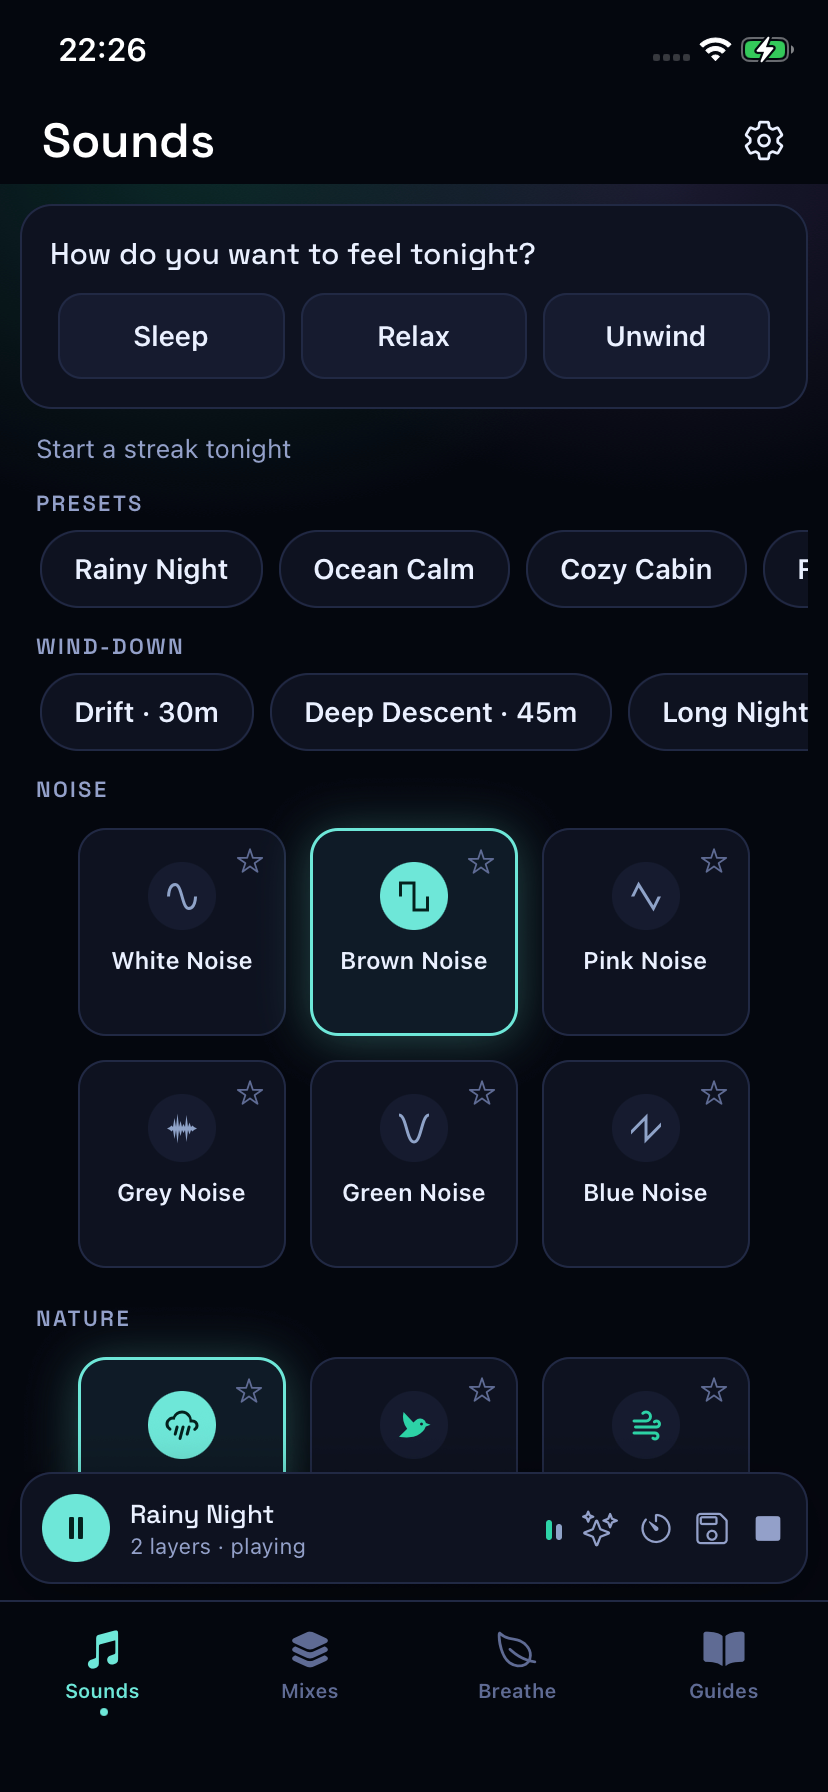 22:26
Sounds
How do you want to feel tonight?
Sleep Relax Unwind
Start a streak tonight
PRESETS
Rainy Night Ocean Calm Cozy Cabin F
WIND-DOWN
Drift · 30m Deep Descent · 45m Long Night
NOISE
White Noise Brown Noise Pink Noise
Grey Noise Green Noise Blue Noise
NATURE
Rainy Night
2 layers · playing
Sounds Mixes Breathe Guides